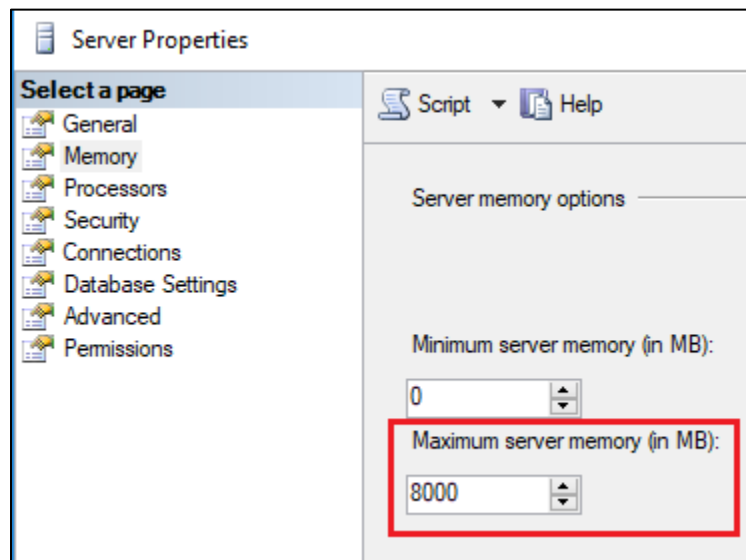 Server Properties
Select a page
General
Memory
Processors
Security
Connections
Database Settings
Advanced
Permissions
Script
Help
Server memory options
Minimum server memory (in MB):
0
Maximum server memory (in MB):
8000